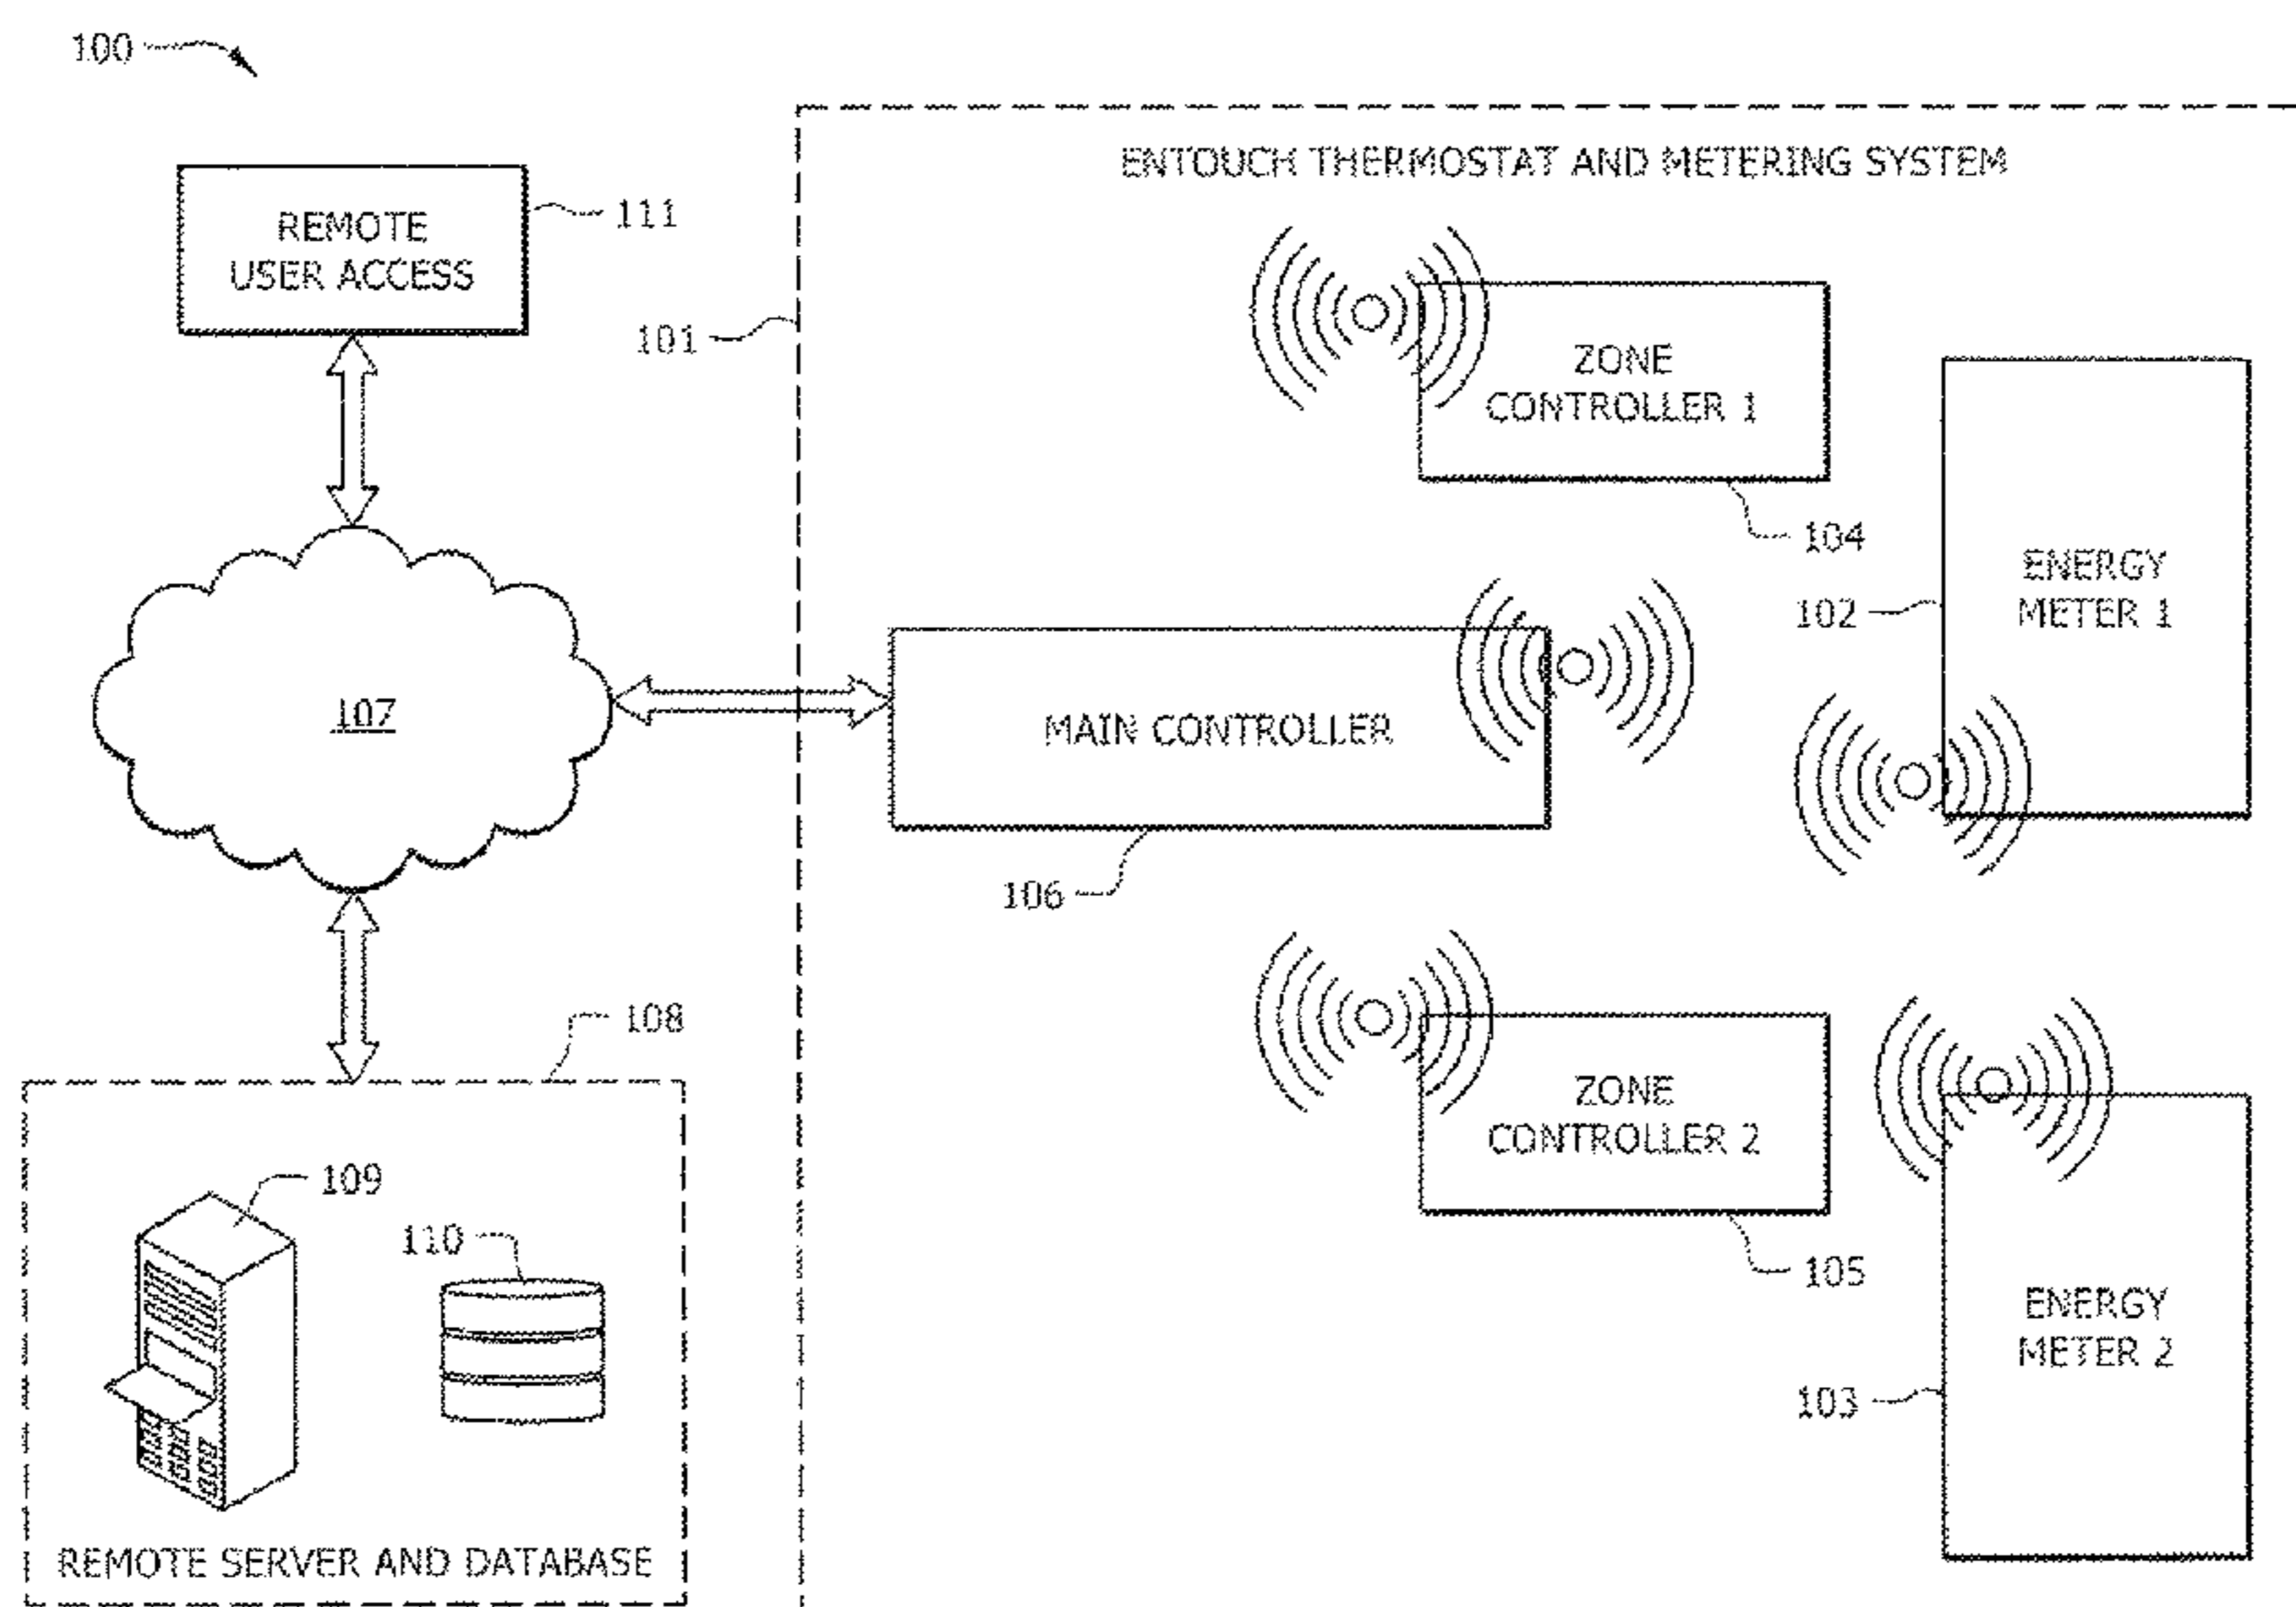 100
ENTOUCH THERMOSTAT AND METERING SYSTEM
REMOTE
USER ACCESS
111
101
ZONE
CONTROLLER 1
104
ENERGY
METER 1
102
107
MAIN CONTROLLER
106
108
ZONE
CONTROLLER 2
105
109
110
ENERGY
METER 2
103
REMOTE SERVER AND DATABASE